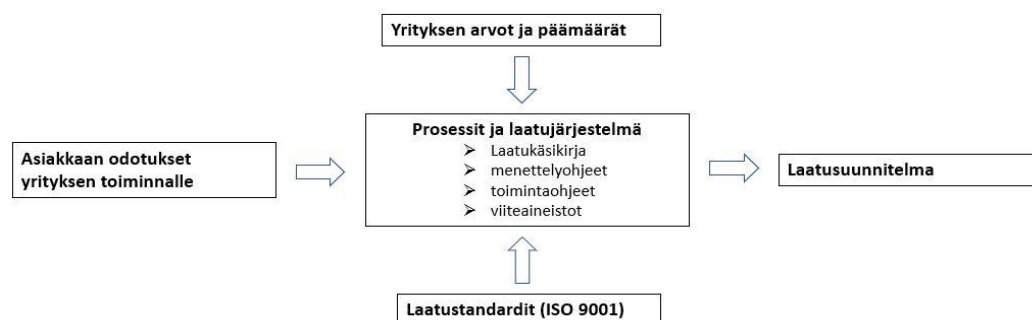 Yrityksen arvot ja päämäärät
Asiakkaan odotukset
yrityksen toiminnalle
Prosessit ja laatujärjestelmä
➢ Laatukäsikirja
➢ menettelyohjeet
➢ toimintaohjeet
➢ viiteaineistot
Laatusuunnitelma
Laatustandardit (ISO 9001)